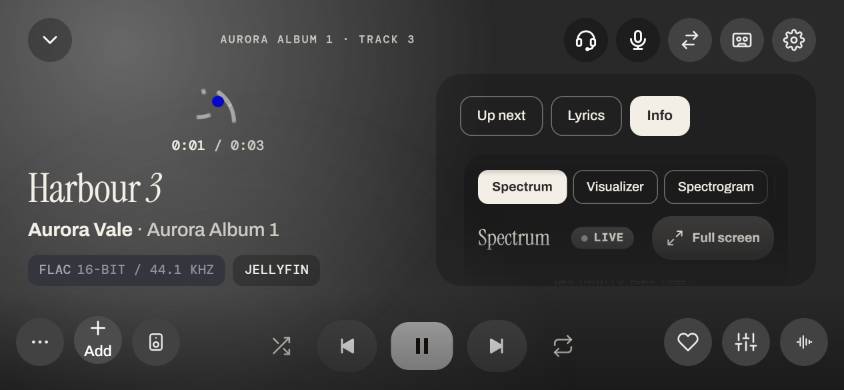 AURORA ALBUM 1 · TRACK 3
0:01 / 0:03
Harbour 3
Aurora Vale · Aurora Album 1
FLAC 16-BIT / 44.1 KHZ
JELLYFIN
Up next
Lyrics
Info
Spectrum
Visualizer
Spectrogram
Spectrum
LIVE
Full screen
Add